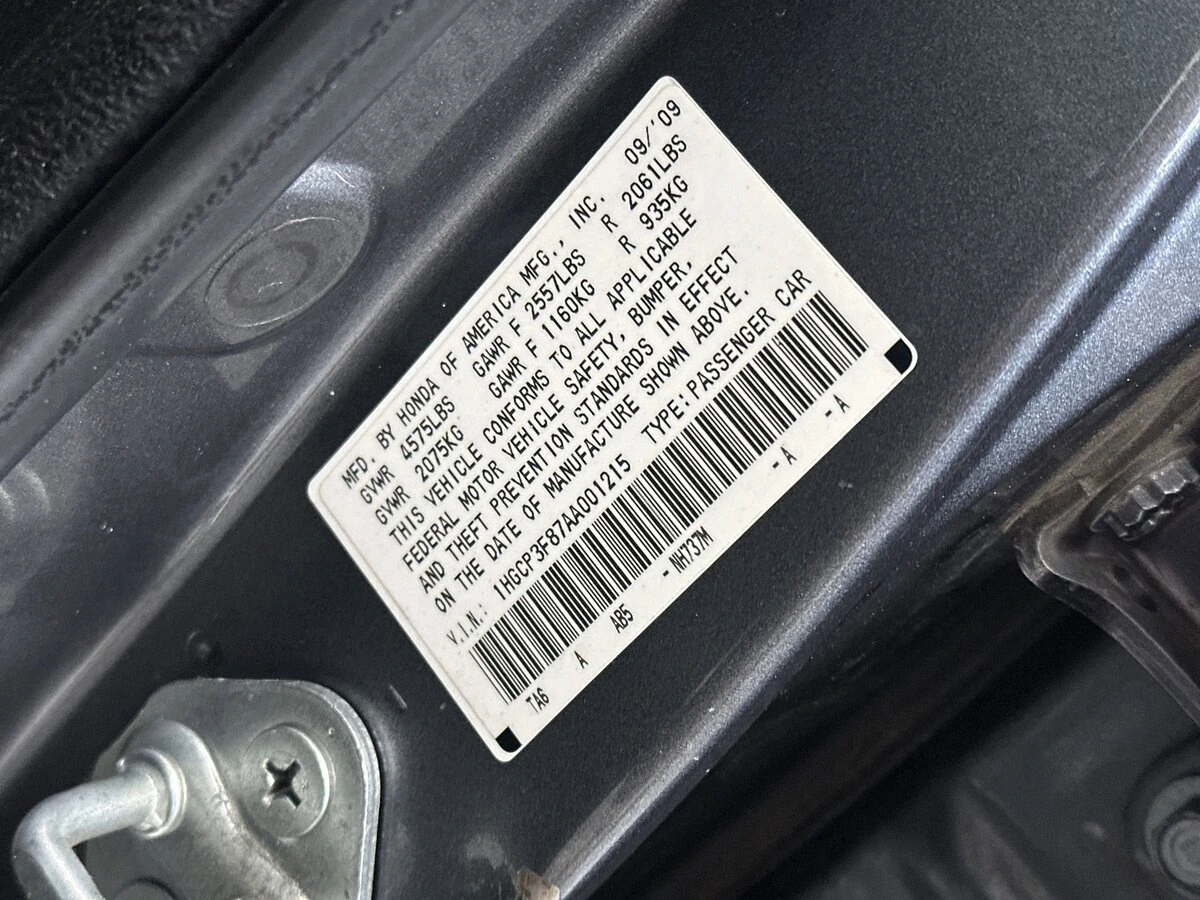 MFD. BY HONDA OF AMERICA MFG., INC. 09/'09
GVWR 4575LBS GAWR F 2557LBS R 2061LBS
GVWR 2075KG GAWR F 1160KG R 935KG
THIS VEHICLE CONFORMS TO ALL APPLICABLE
FEDERAL MOTOR VEHICLE SAFETY, BUMPER,
AND THEFT PREVENTION STANDARDS IN EFFECT
ON THE DATE OF MANUFACTURE SHOWN ABOVE.
V.I.N.: 1HGCP3F87AA001215 TYPE: PASSENGER CAR
TA6 A AB5 -NH737M -A -A